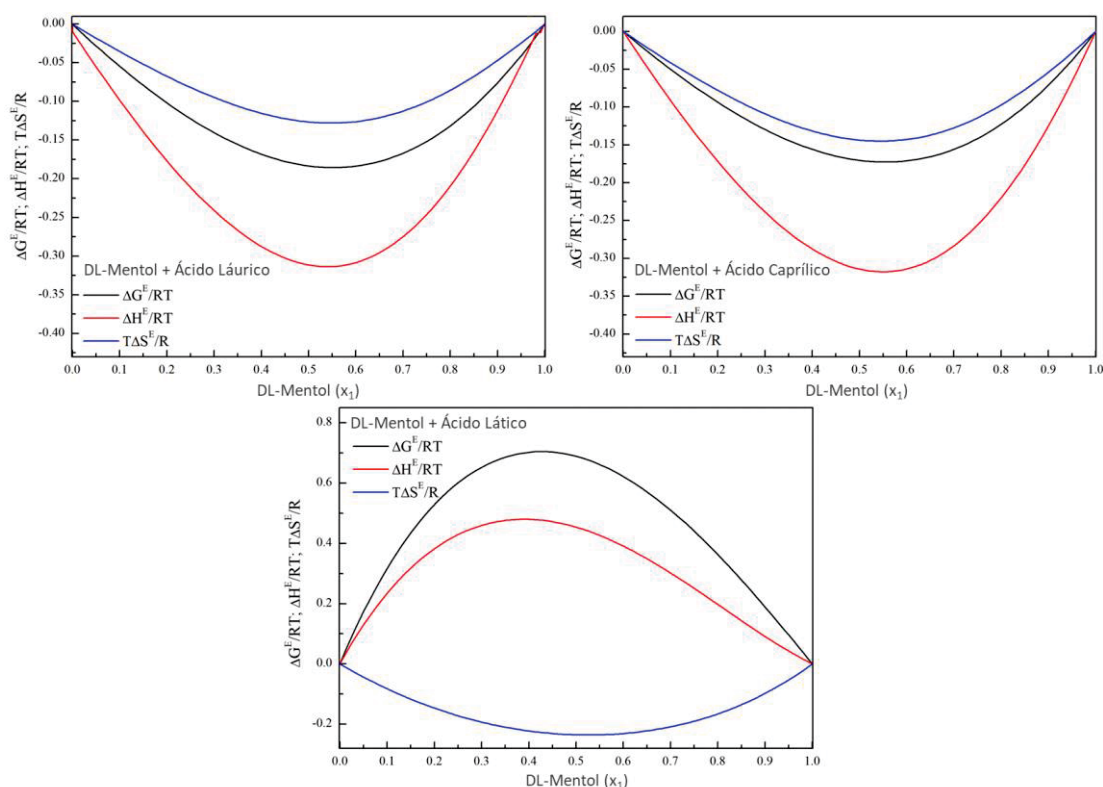 0.00
-0.05
-0.10
-0.15
-0.20
-0.25
-0.30
-0.35
-0.40
ΔG^E/RT; ΔH^E/RT; TΔS^E/R
DL-Mentol + Ácido Láurico
ΔG^E/RT
ΔH^E/RT
TΔS^E/R
0.0 0.1 0.2 0.3 0.4 0.5 0.6 0.7 0.8 0.9 1.0
DL-Mentol (x₁)
0.00
-0.05
-0.10
-0.15
-0.20
-0.25
-0.30
-0.35
-0.40
ΔG^E/RT; ΔH^E/RT; TΔS^E/R
DL-Mentol + Ácido Caprílico
ΔG^E/RT
ΔH^E/RT
TΔS^E/R
0.0 0.1 0.2 0.3 0.4 0.5 0.6 0.7 0.8 0.9 1.0
DL-Mentol (x₁)
DL-Mentol + Ácido Lático
ΔG^E/RT
ΔH^E/RT
TΔS^E/R
0.8
0.6
0.4
0.2
0.0
-0.2
ΔG^E/RT; ΔH^E/RT; TΔS^E/R
0.0 0.1 0.2 0.3 0.4 0.5 0.6 0.7 0.8 0.9 1.0
DL-Mentol (x₁)